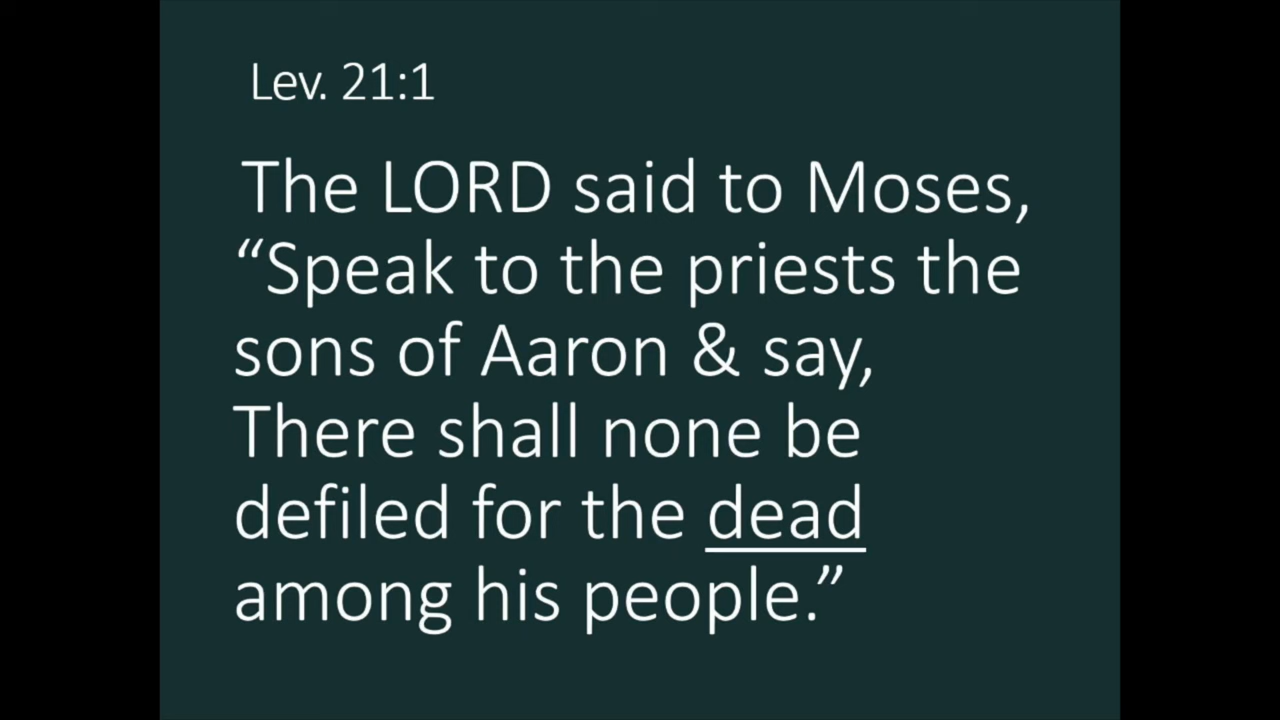 Lev. 21:1
The LORD said to Moses,
“Speak to the priests the
sons of Aaron & say,
There shall none be
defiled for the dead
among his people.”